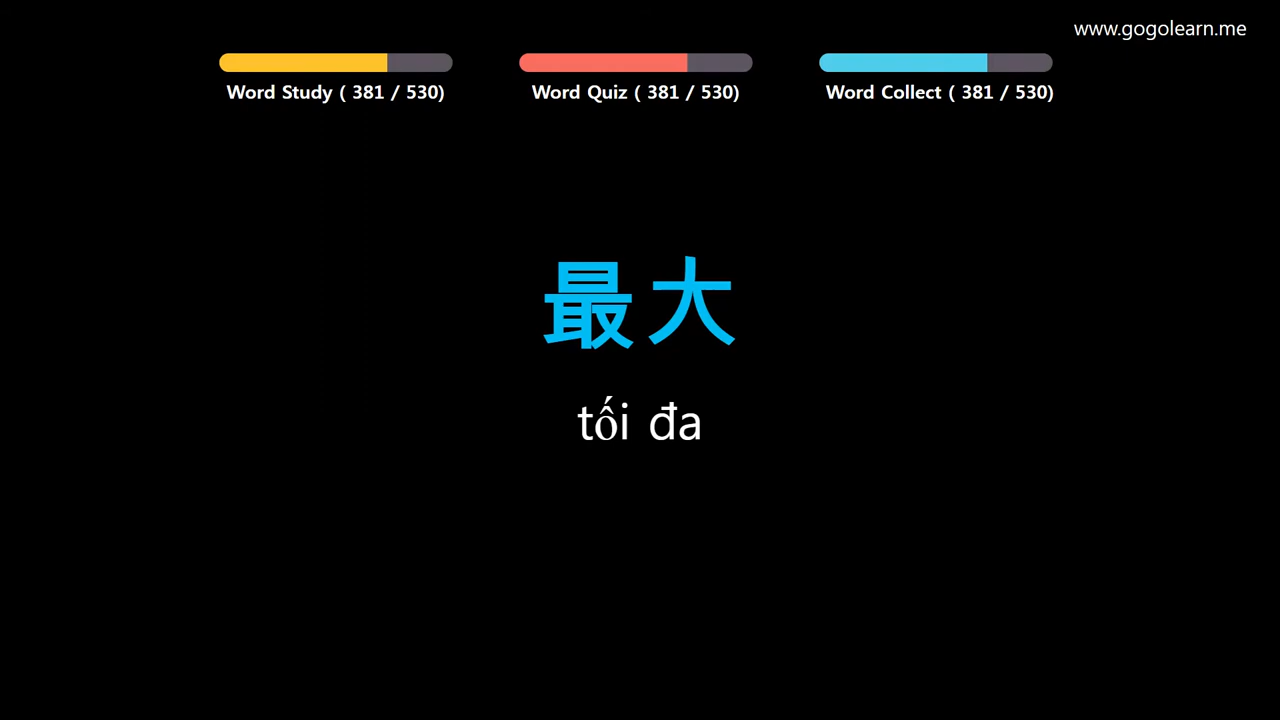 www.gogolearn.me
Word Study ( 381 / 530)
Word Quiz ( 381 / 530)
Word Collect ( 381 / 530)
最大
tối đa